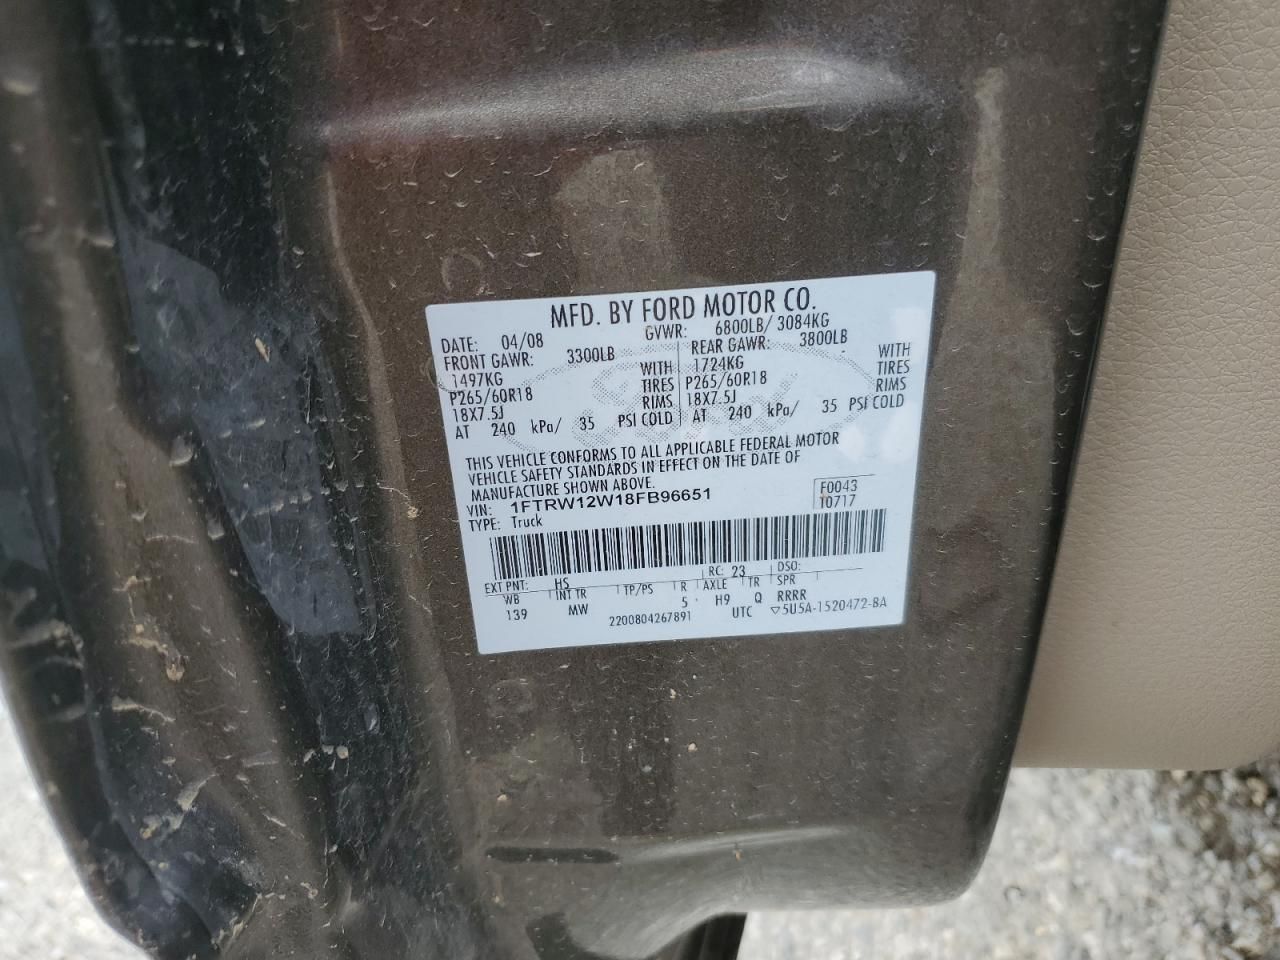 MFD. BY FORD MOTOR CO.
DATE: 04/08 GVWR: 6800LB/ 3084KG
FRONT GAWR: 3300LB REAR GAWR: 3800LB
1497KG WITH 1724KG WITH
P265/60R18 TIRES P265/60R18 TIRES
18X7.5J RIMS 18X7.5J RIMS
AT 240 kPa/ 35 PSI COLD AT 240 kPa/ 35 PSI COLD
THIS VEHICLE CONFORMS TO ALL APPLICABLE FEDERAL MOTOR
VEHICLE SAFETY STANDARDS IN EFFECT ON THE DATE OF
MANUFACTURE SHOWN ABOVE.
VIN: 1FTRW12W18FB96651 F0043
TYPE: Truck T0717
EXT PNT: HS RC: 23 DSO:
WB INT TR TP/PS R AXLE TR SPR
139 MW 5 H9 Q RRRR
2200804267891 UTC ▽5U5A-1520472-BA